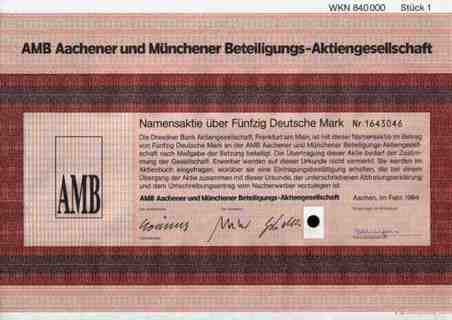 WKN 840000 Stück 1
AMB Aachener und Münchener Beteiligungs-Aktiengesellschaft
Namensaktie über Fünfzig Deutsche Mark Nr.1643046
Die Dresdner Bank Aktiengesellschaft, Frankfurt am Main, ist mit dieser Namensaktie im Betrag
von Fünfzig Deutsche Mark an der AMB Aachener und Münchener Beteiligungs-Aktiengesell-
schaft nach Maßgabe der Satzung beteiligt. Die Übertragung dieser Aktie bedarf der Zustim-
mung der Gesellschaft. Erwerber werden auf dieser Urkunde nicht vermerkt. Sie werden im
Aktienbuch eingetragen, worüber sie eine Eintragungsbestätigung erhalten, die bei einem
Übergang der Aktie zusammen mit dieser Urkunde, der unterschriebenen Abtretungserklärung
und dem Umschreibungsantrag vom Nacherwerber vorzulegen ist.
AMB
AMB Aachener und Münchener Beteiligungs-Aktiengesellschaft Aachen, im Febr. 1984